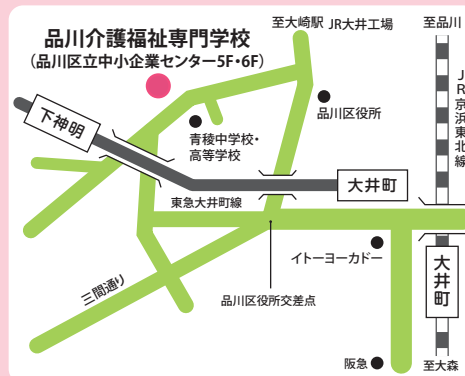 品川介護福祉専門学校
(品川区立中小企業センター5F・6F)
至大崎駅
JR大井工場
至品川
JR京浜東北線
品川区役所
下神明
青稜中学校・
高等学校
大井町
東急大井町線
イトーヨーカドー
大井町
三間通り
品川区役所交差点
阪急
至大森